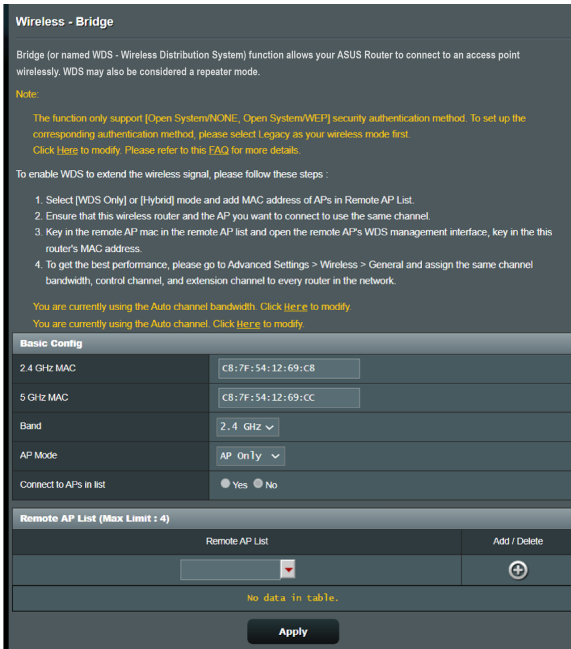 Wireless - Bridge
Bridge (or named WDS - Wireless Distribution System) function allows your ASUS Router to connect to an access point
wirelessly. WDS may also be considered a repeater mode.
Note:
The function only support [Open System/NONE, Open System/WEP] security authentication method. To set up the
corresponding authentication method, please select Legacy as your wireless mode first.
Click Here to modify. Please refer to this FAQ for more details.
To enable WDS to extend the wireless signal, please follow these steps :
1. Select [WDS Only] or [Hybrid] mode and add MAC address of APs in Remote AP List.
2. Ensure that this wireless router and the AP you want to connect to use the same channel.
3. Key in the remote AP mac in the remote AP list and open the remote AP's WDS management interface, key in the this
router's MAC address.
4. To get the best performance, please go to Advanced Settings > Wireless > General and assign the same channel
bandwidth, control channel, and extension channel to every router in the network.
You are currently using the Auto channel bandwidth. Click Here to modify.
You are currently using the Auto channel. Click Here to modify.
Basic Config
2.4 GHz MAC C8:7F:54:12:69:C8
5 GHz MAC C8:7F:54:12:69:CC
Band 2.4 GHz
AP Mode AP Only
Connect to APs in list Yes No
Remote AP List (Max Limit : 4)
Remote AP List Add / Delete
No data in table.
Apply